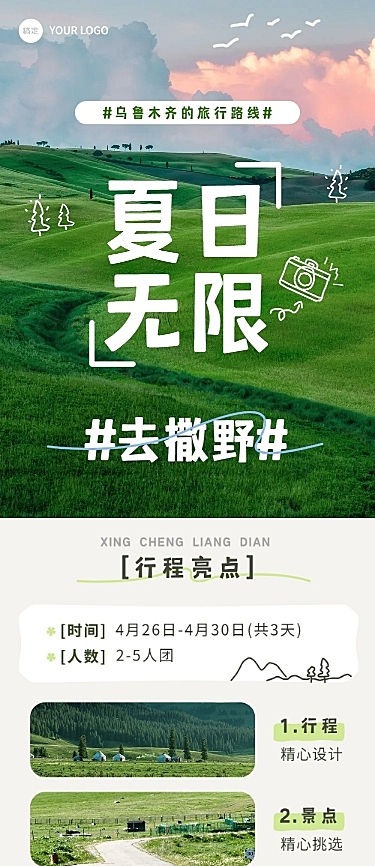 稿定 YOUR LOGO
#乌鲁木齐的旅行路线#
夏日
无限
#去撒野#
XING CHENG LIANG DIAN
[行程亮点]
[时间] 4月26日-4月30日(共3天)
[人数] 2-5人团
1.行程
精心设计
2.景点
精心挑选